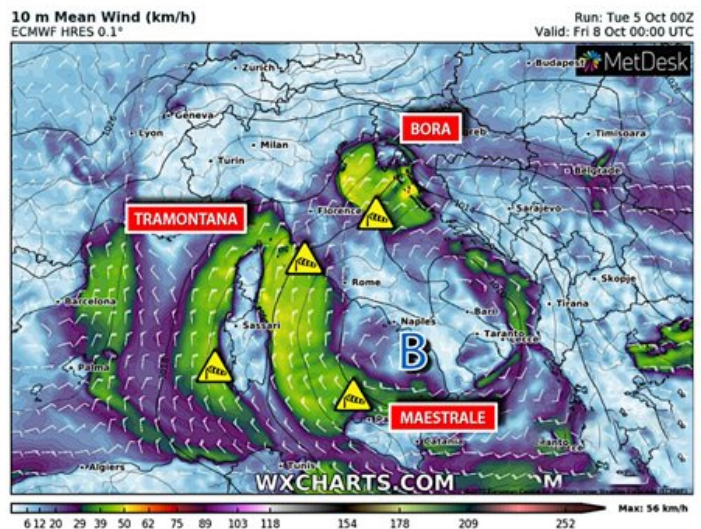 10 m Mean Wind (km/h)
ECMWF HRES 0.1°
Run: Tue 5 Oct 00Z
Valid: Fri 8 Oct 00:00 UTC
Zurich
Budapest
MetDesk
Geneva
1026
Lyon
Milan
BORA
Timisoara
Turin
Belgrade
TRAMONTANA
Florence
Sarajevo
Rome
Skopje
Barcelona
Bari
Tirana
Sassari
Naples
Taranto
Lecce
B
Palma
MAESTRALE
Catania
Algiers
Tunis
WXCHARTS.COM
M
6 12 20 29 39 50 62 75 89 103 118 154 178 209 252
Max: 56 km/h